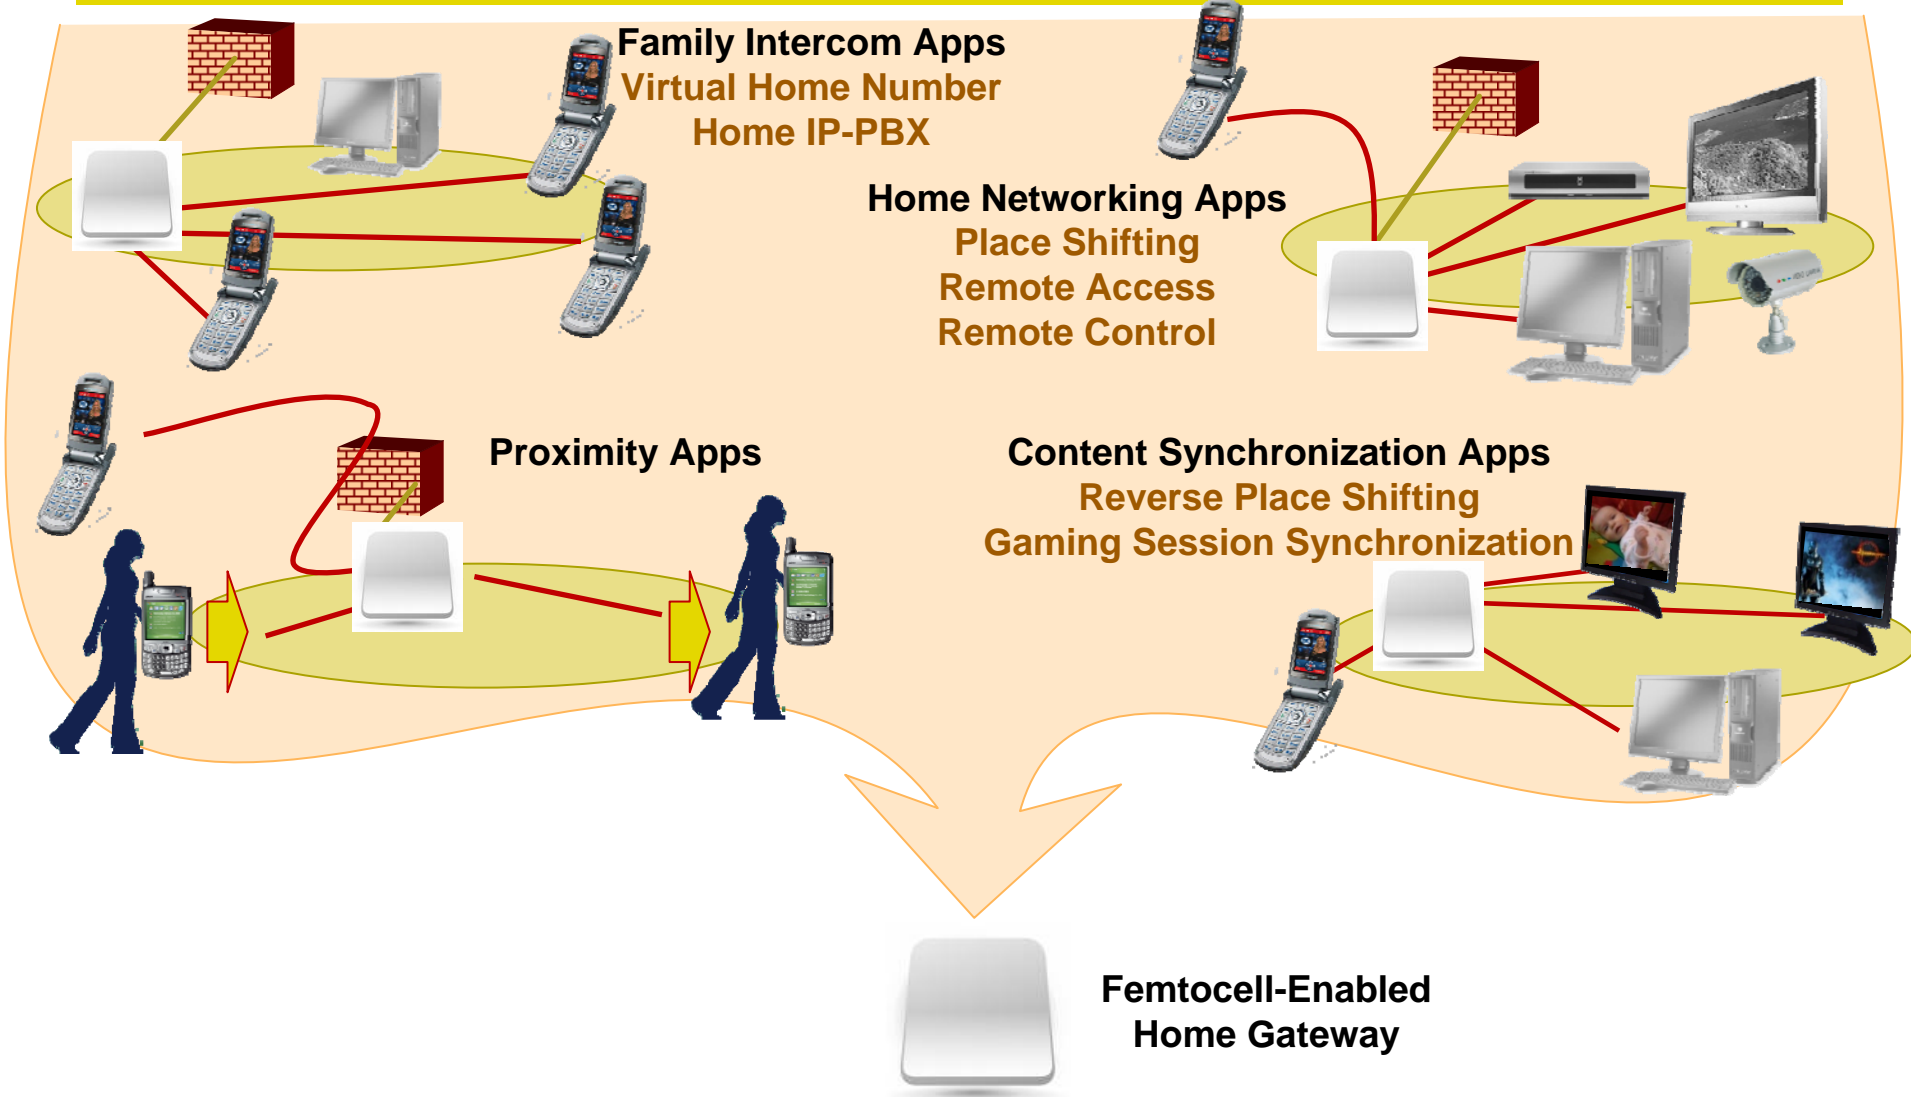 Family Intercom Apps
Virtual Home Number
Home IP-PBX
Home Networking Apps
Place Shifting
Remote Access
Remote Control
Proximity Apps
Content Synchronization Apps
Reverse Place Shifting
Gaming Session Synchronization
Femtocell-Enabled
Home Gateway